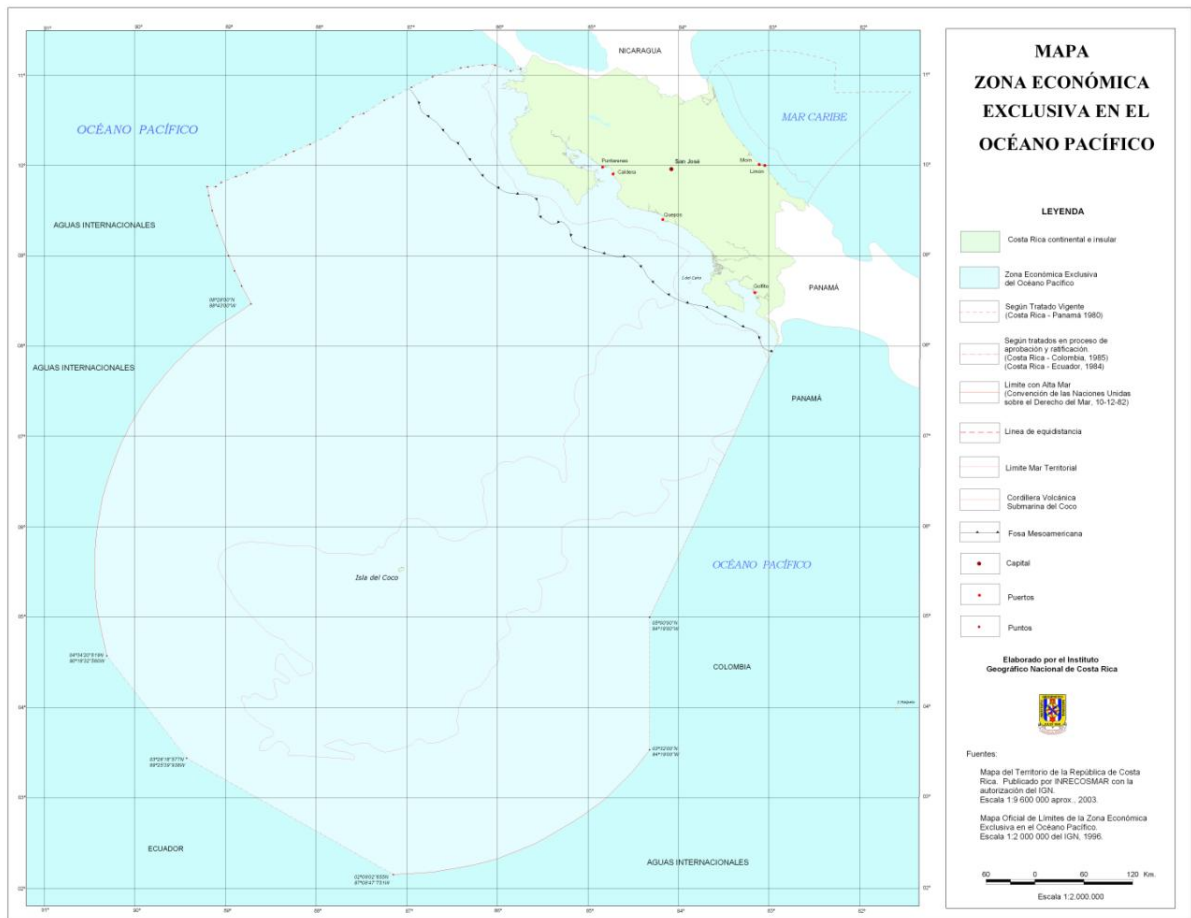 MAPA
ZONA ECONÓMICA
EXCLUSIVA EN EL
OCÉANO PACÍFICO
LEYENDA
Costa Rica continental e insular
Zona Económica Exclusiva
del Océano Pacífico
Según Tratado Vigente
(Costa Rica - Panamá 1980)
Según tratados en proceso de
aprobación y ratificación.
(Costa Rica - Colombia, 1985)
(Costa Rica - Ecuador, 1984)
Límite con Alta Mar
(Convención de las Naciones Unidas
sobre el Derecho del Mar. 10-12-82)
Línea de equidistancia
Límite Mar Territorial
Cordillera Volcánica
Submarina del Coco
Fosa Mesoamericana
Capital
Puertos
Puntos
Elaborado por el Instituto
Geográfico Nacional de Costa Rica
Fuentes:
Mapa del Territorio de la República de Costa
Rica. Publicado por INRECOSMAR con la
autorización del IGN.
Escala 1:9 600 000 aprox., 2003.
Mapa Oficial de Límites de la Zona Económica
Exclusiva en el Océano Pacífico.
Escala 1:2 000 000 del IGN, 1996.
60 0 60 120 Km.
Escala 1:2.000.000
NICARAGUA
OCÉANO PACÍFICO
MAR CARIBE
San José
Puntarenas
Caldera
Moín
Limón
Quepos
AGUAS INTERNACIONALES
Golfito
PANAMÁ
AGUAS INTERNACIONALES
PANAMÁ
OCÉANO PACÍFICO
Isla del Coco
COLOMBIA
ECUADOR
AGUAS INTERNACIONALES